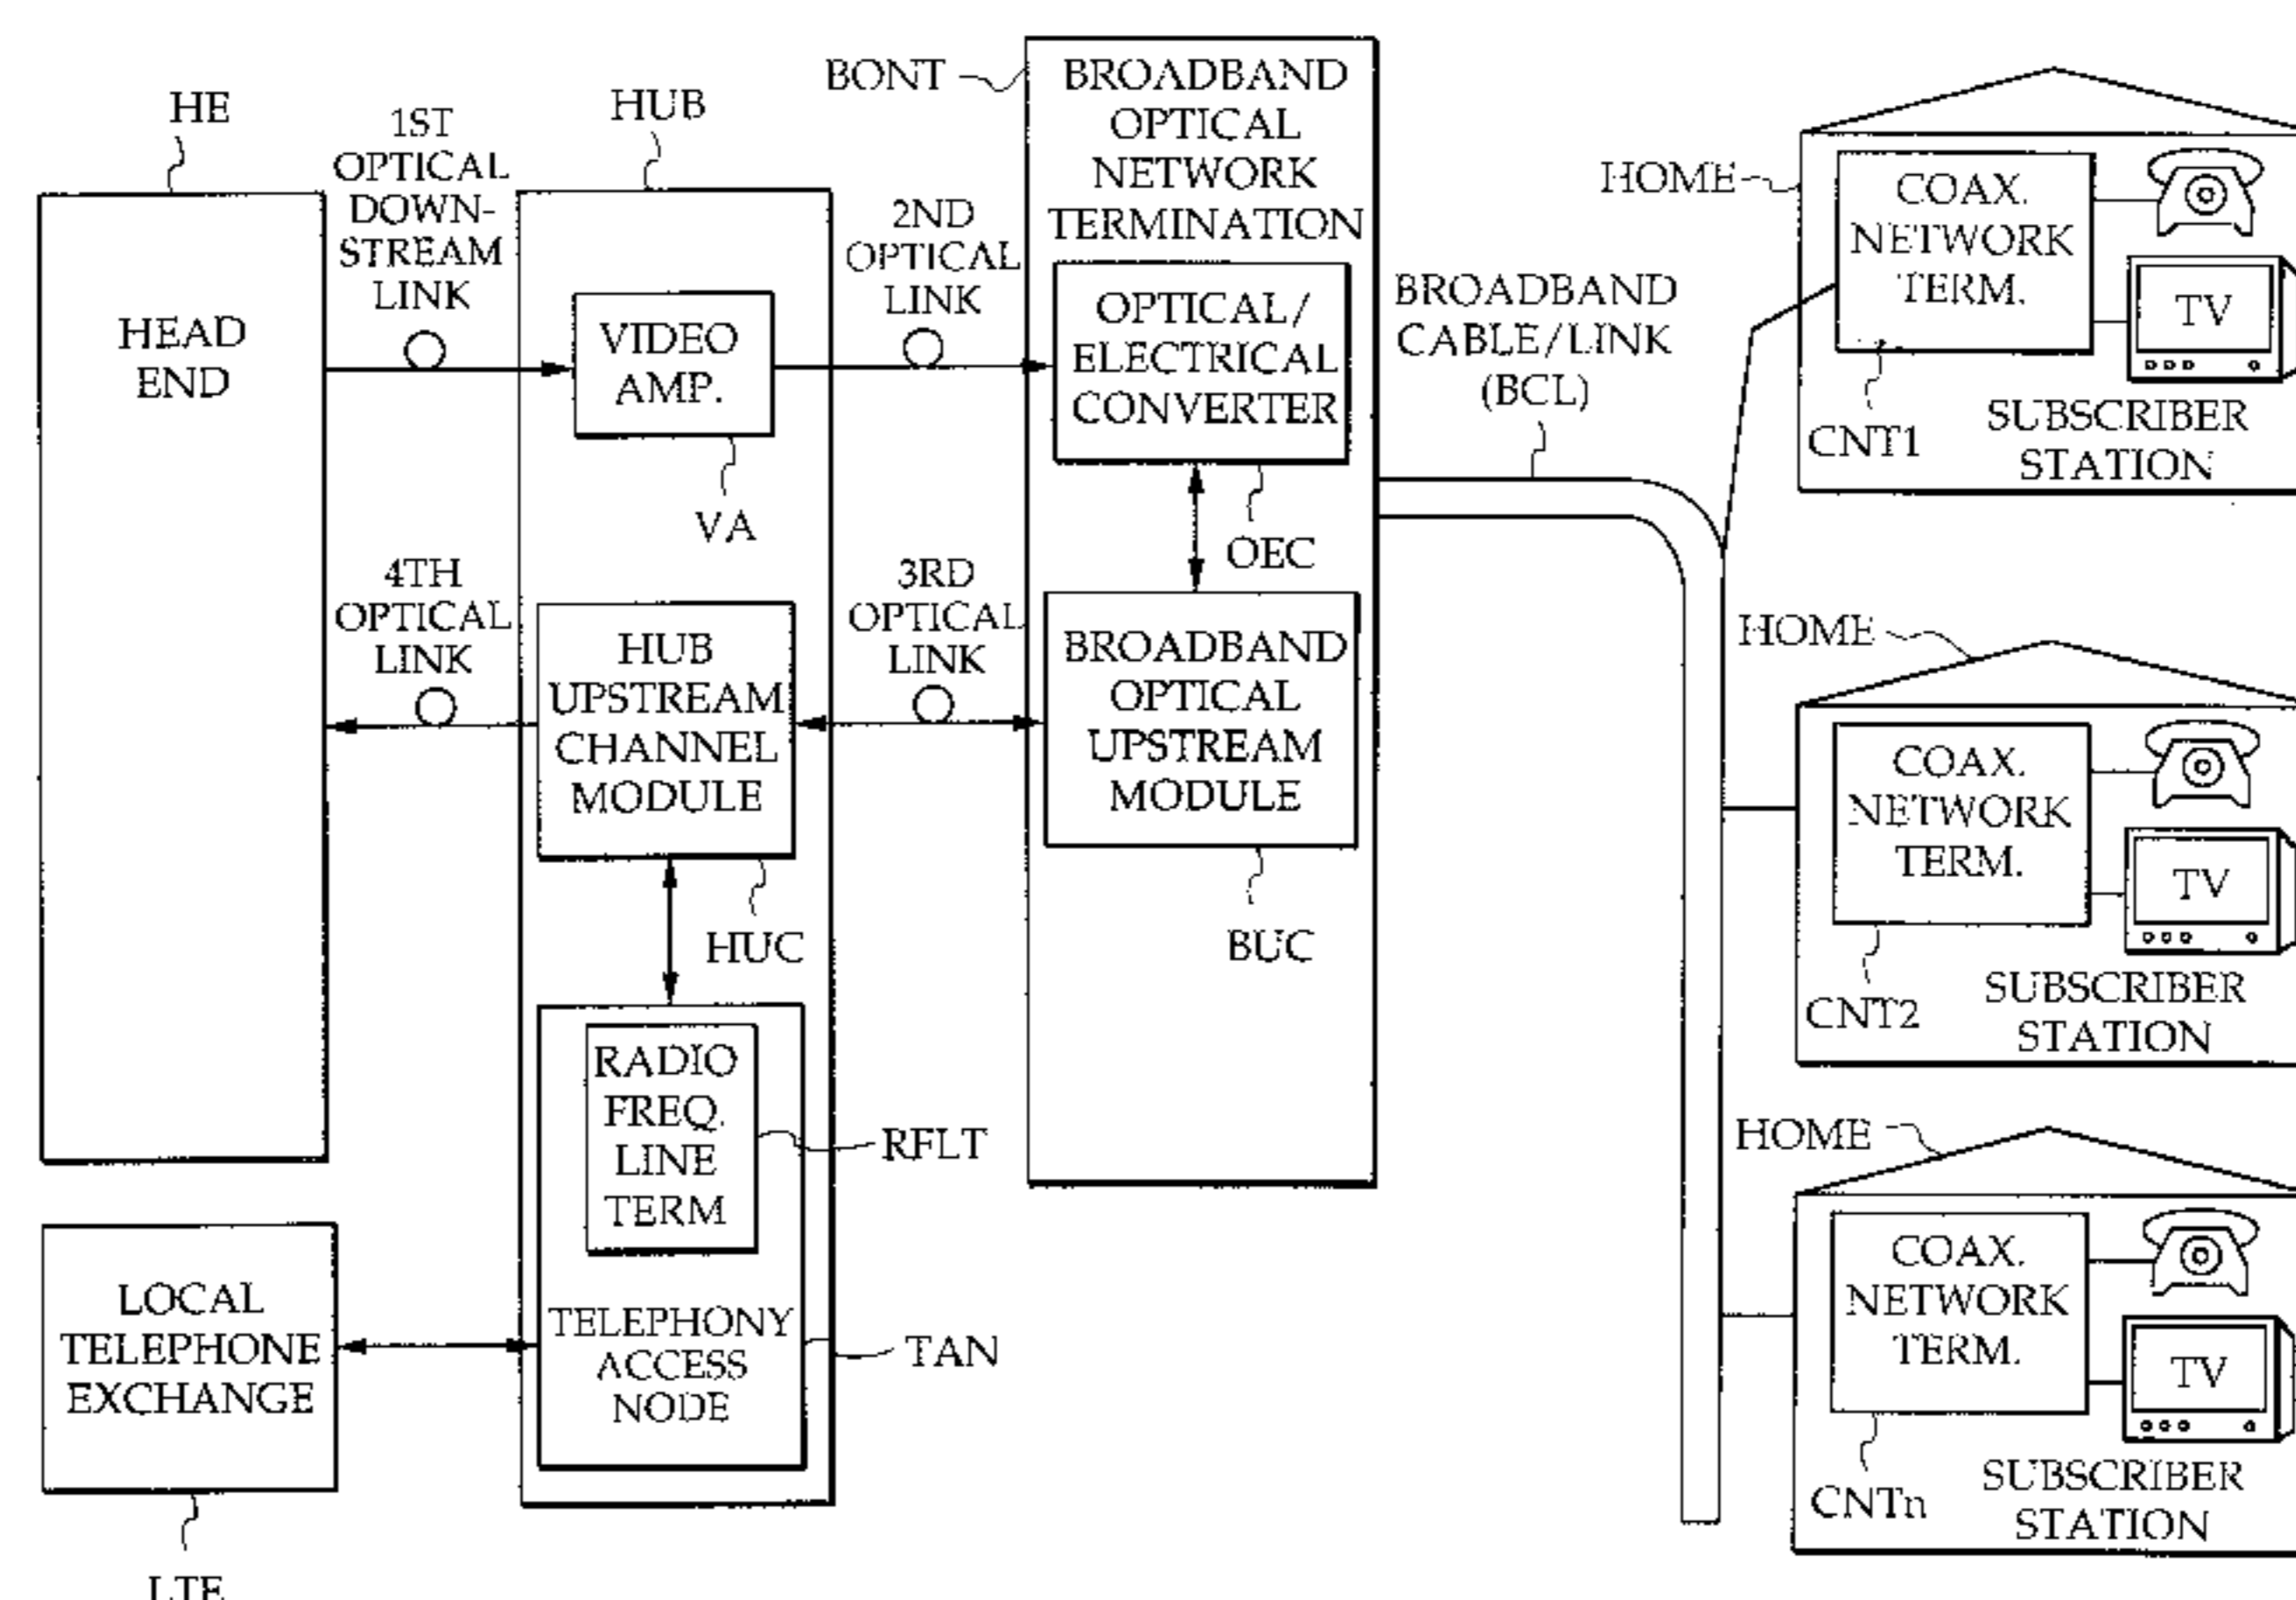 HE
HEAD
END
1ST
OPTICAL
DOWN-
STREAM
LINK
4TH
OPTICAL
LINK
LOCAL
TELEPHONE
EXCHANGE
LTE
HUB
VIDEO
AMP.
VA
HUB
UPSTREAM
CHANNEL
MODULE
HUC
RADIO
FREQ.
LINE
TERM
RFLT
TELEPHONY
ACCESS
NODE
TAN
2ND
OPTICAL
LINK
3RD
OPTICAL
LINK
BONT
BROADBAND
OPTICAL
NETWORK
TERMINATION
OPTICAL/
ELECTRICAL
CONVERTER
OEC
BROADBAND
OPTICAL
UPSTREAM
MODULE
BUC
BROADBAND
CABLE/LINK
(BCL)
HOME
COAX.
NETWORK
TERM.
TV
CNT1
SUBSCRIBER
STATION
HOME
COAX.
NETWORK
TERM.
TV
CNT2
SUBSCRIBER
STATION
HOME
COAX.
NETWORK
TERM.
TV
CNTn
SUBSCRIBER
STATION